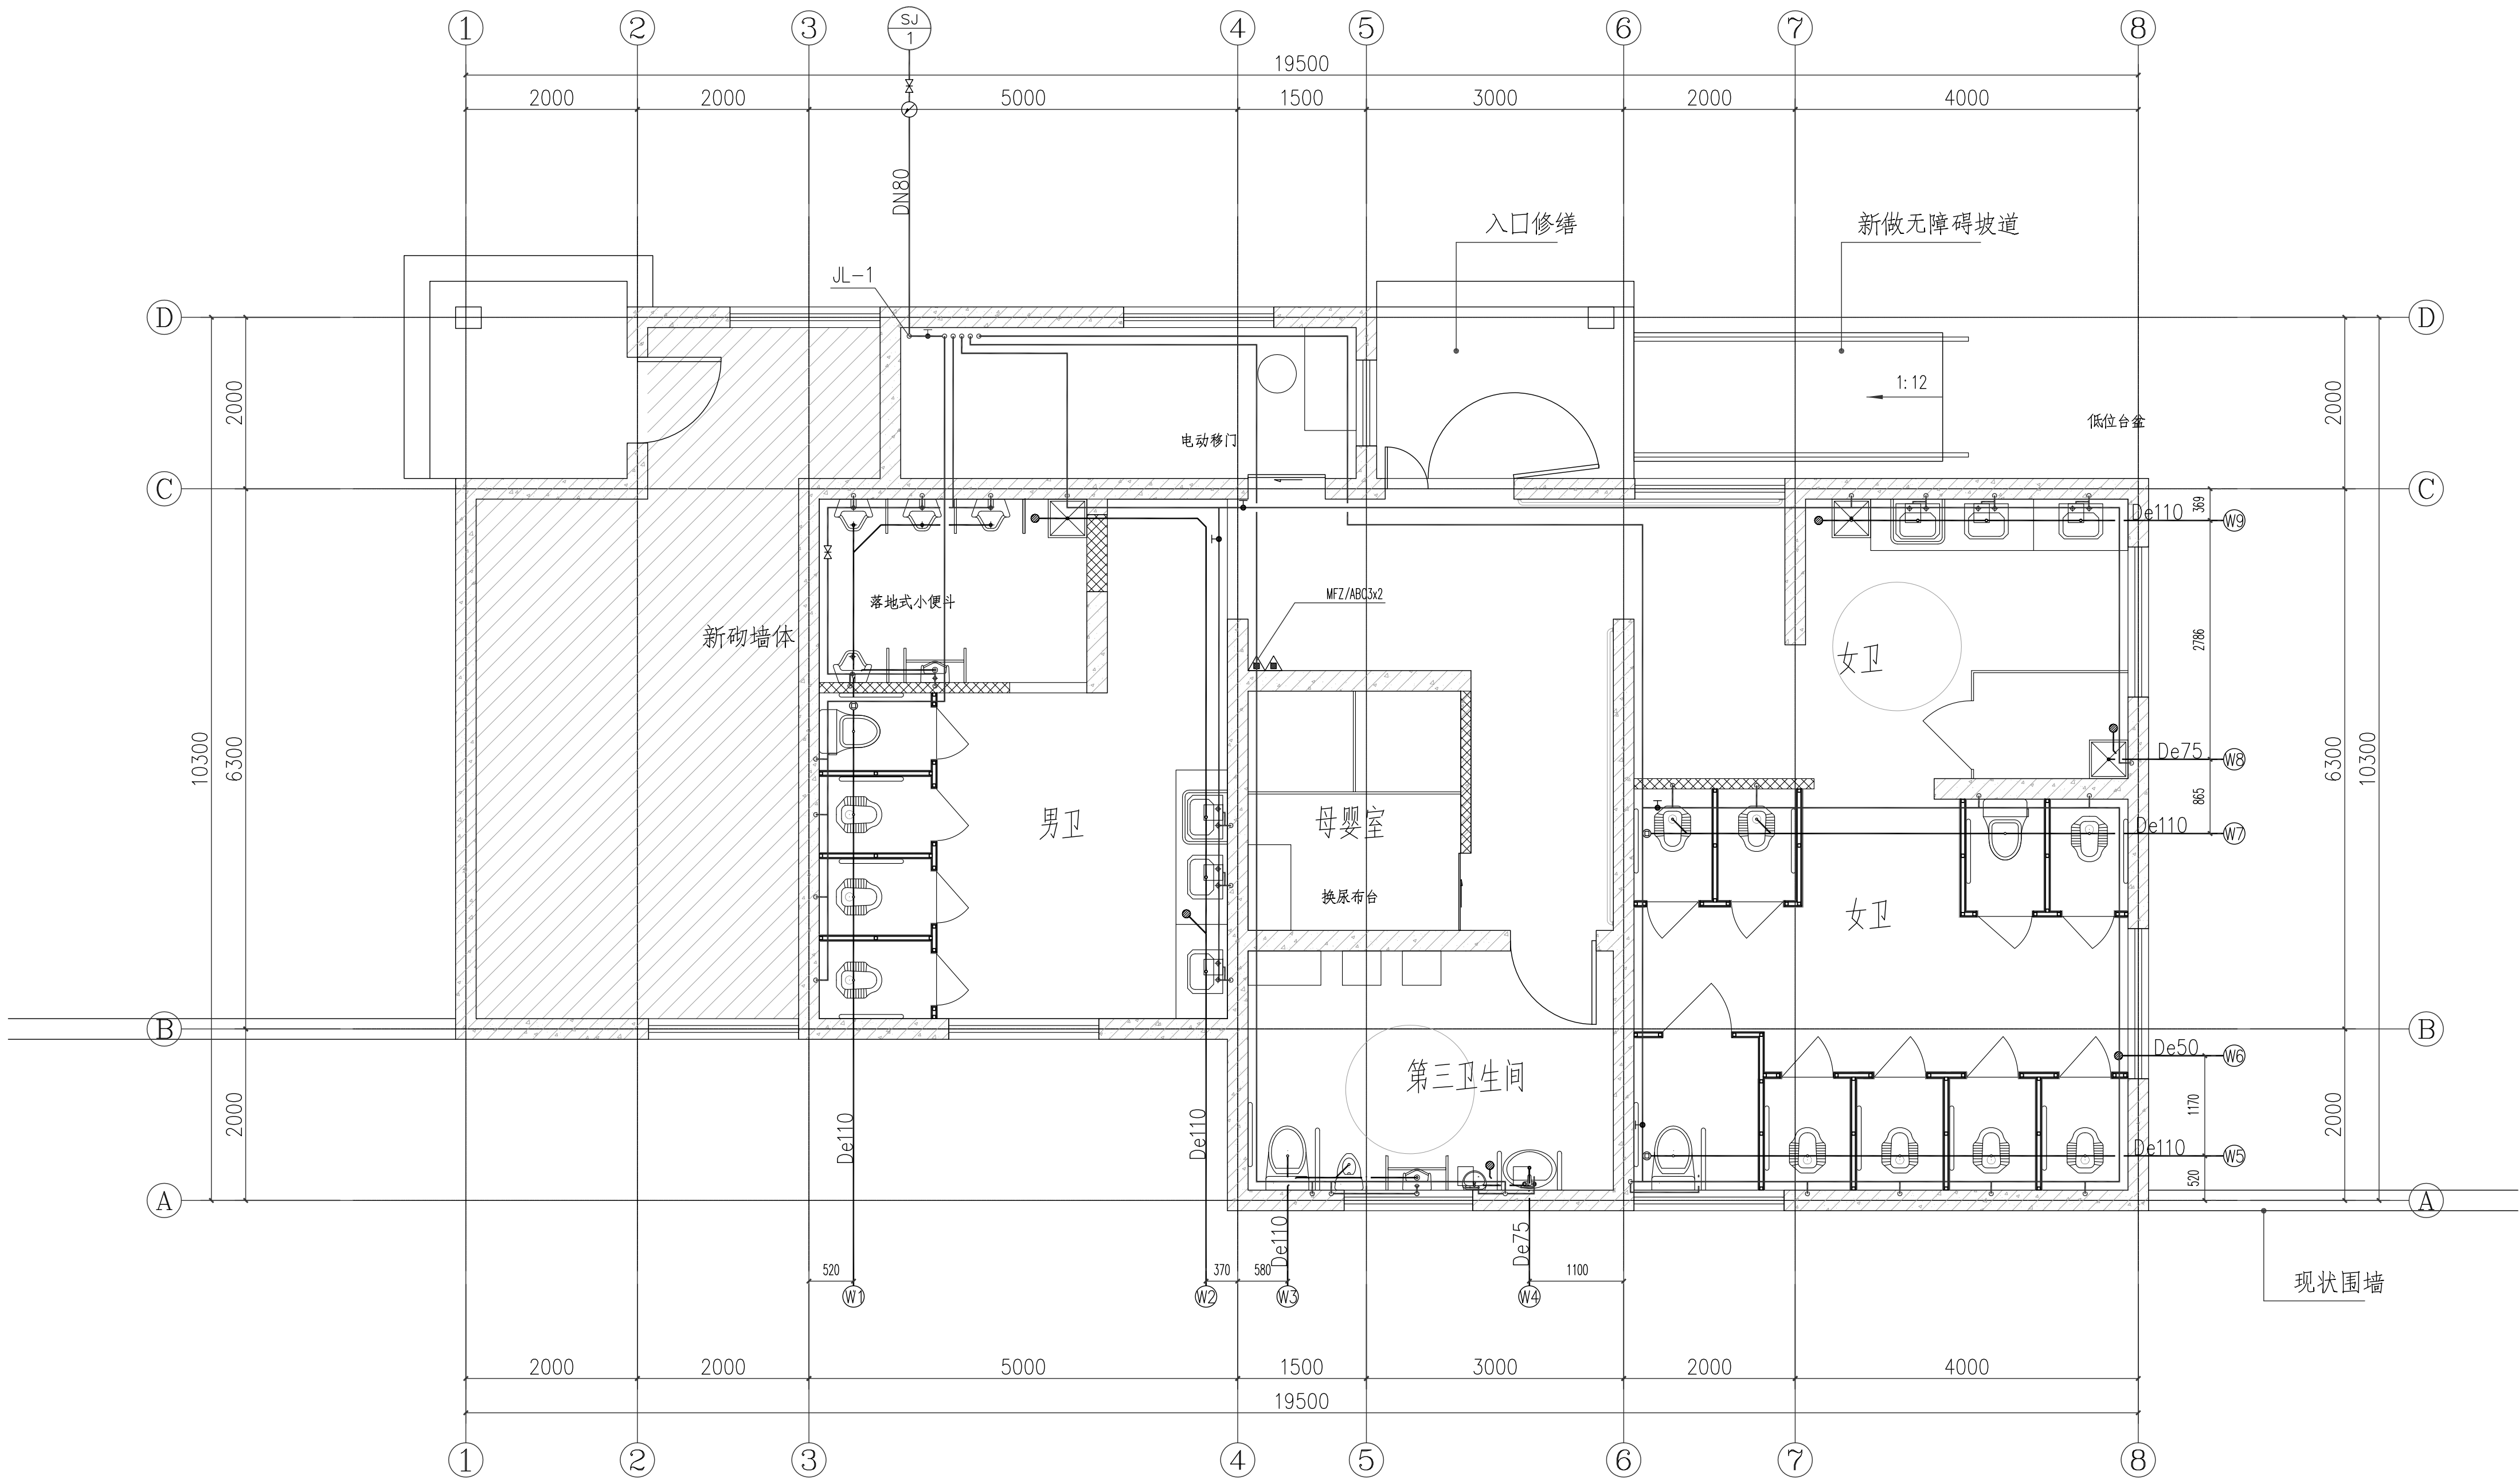 1 2 3 SJ 4 5 6 7 8
1
19500
2000 2000 5000 1500 3000 2000 4000
DN80
入口修缮
新做无障碍坡道
JL-1
D
D
1:12
2000
2000
低位台盆
电动移门
C
C
De110
W9
369
MFZ/ABC3x2
落地式小便斗
新砌墙体
2786
女卫
10300
6300
6300
10300
De75
W8
男卫
母婴室
865
De110
W7
换尿布台
女卫
B
B
De50
W6
第三卫生间
2000
1170
2000
De110
De110
De110
W5
520
A
A
De110
De75
520
370
580
1100
W1
W2
W3
W4
现状围墙
2000 2000 5000 1500 3000 2000 4000
19500
1 2 3 4 5 6 7 8